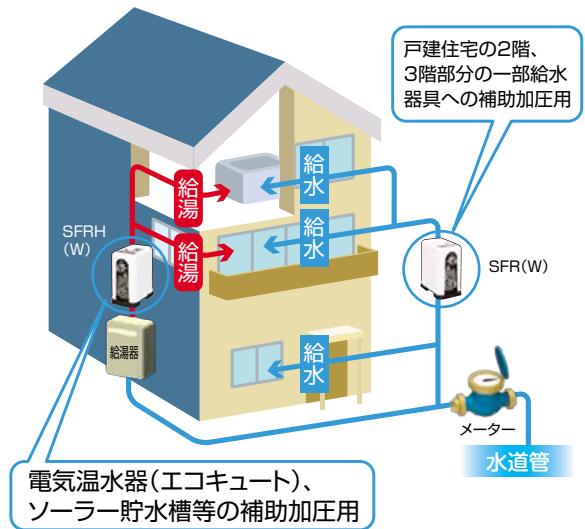 戸建住宅の2階、
3階部分の一部給水
器具への補助加圧用
給湯
給水
SFRH
(W)
給湯
給水
SFR(W)
給湯器
給水
メーター
水道管
電気温水器(エコキュート)、
ソーラー貯水槽等の補助加圧用